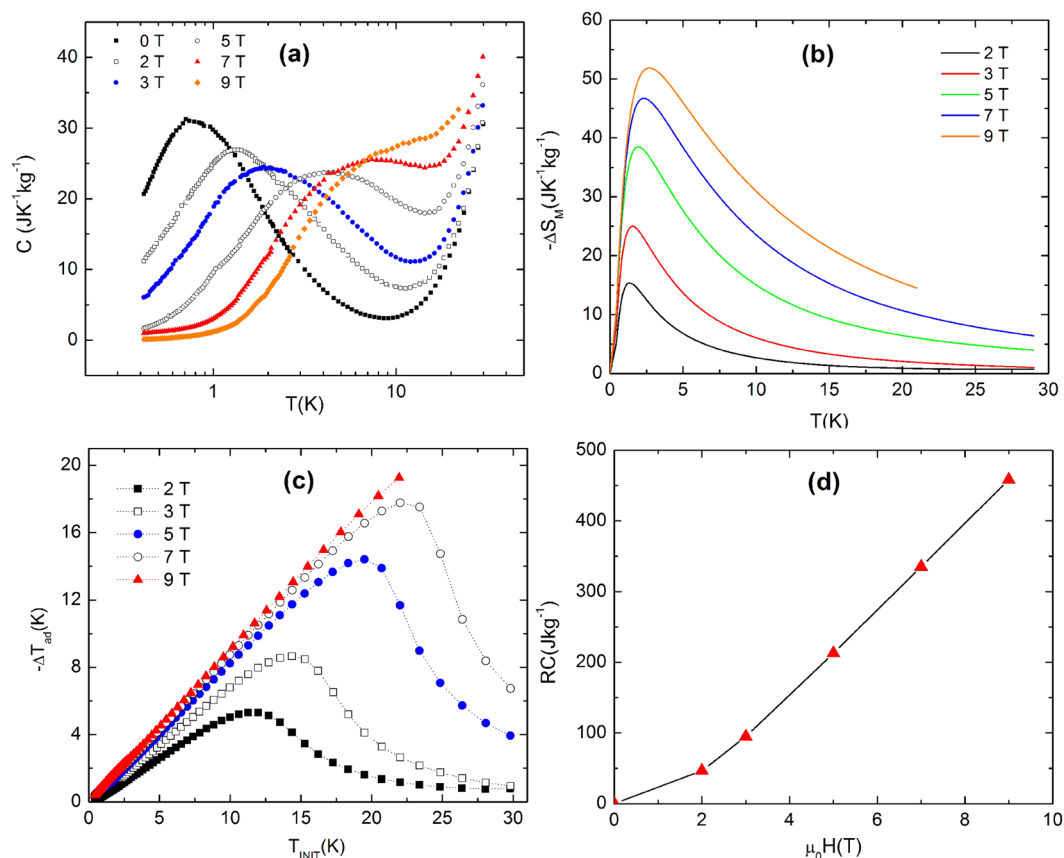 (a)
0 T
2 T
3 T
5 T
7 T
9 T
40
30
20
10
0
C (JK⁻¹kg⁻¹)
1
10
T(K)
(b)
2 T
3 T
5 T
7 T
9 T
60
50
40
30
20
10
0
-ΔS_M(JK⁻¹kg⁻¹)
0
5
10
15
20
25
30
T(K)
(c)
2 T
3 T
5 T
7 T
9 T
20
16
12
8
4
0
-ΔT_ad(K)
0
5
10
15
20
25
30
T_INIT(K)
(d)
500
400
300
200
100
0
RC(Jkg⁻¹)
0
2
4
6
8
10
μ₀H(T)